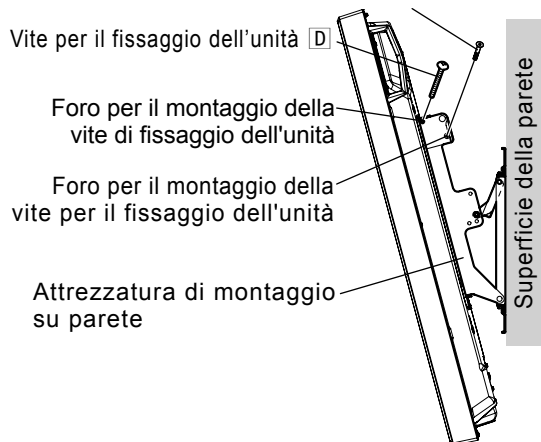 Vite per il fissaggio dell'unità D
Foro per il montaggio della
vite di fissaggio dell'unità
Foro per il montaggio della
vite per il fissaggio dell'unità
Attrezzatura di montaggio
su parete
Superficie della parete